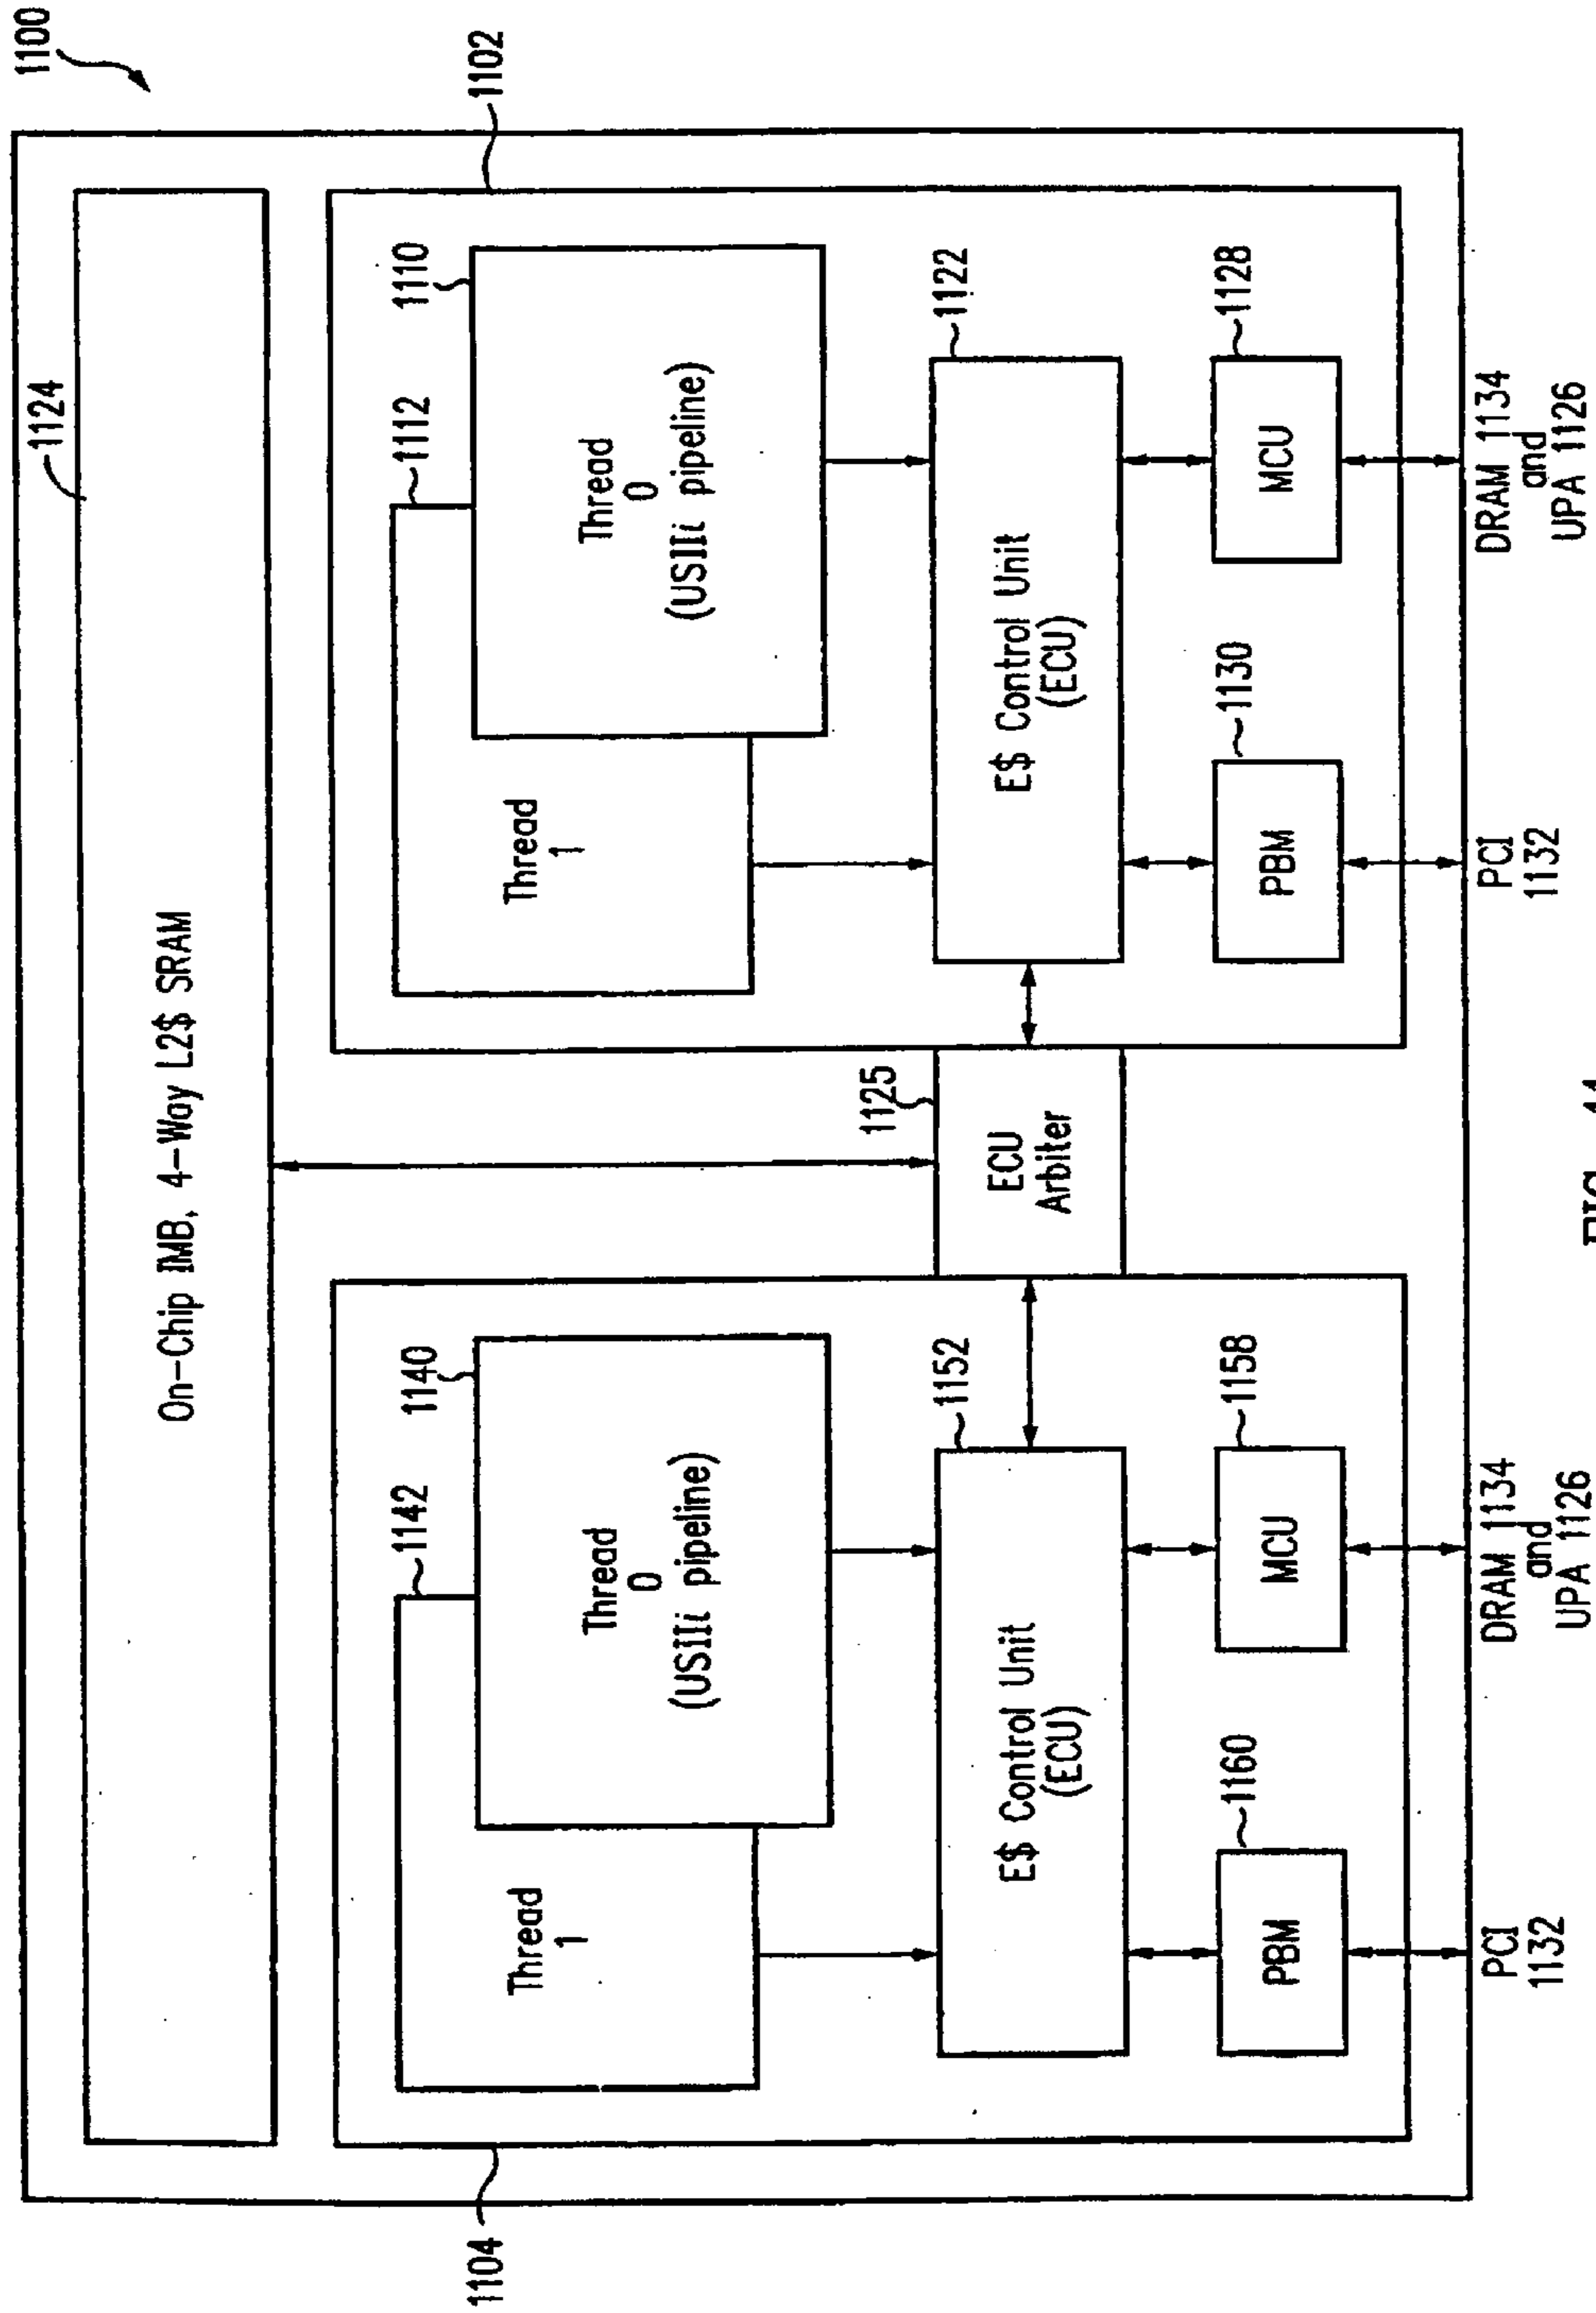 1100
1124
On-Chip 1MB, 4-Way L2$ SRAM
1104
1102
1142
1140
Thread
1
Thread
0
(USIIi pipeline)
1112
1110
Thread
1
Thread
0
(USIIi pipeline)
1152
E$ Control Unit
(ECU)
1125
ECU
Arbiter
1122
E$ Control Unit
(ECU)
1160
PBM
1158
MCU
1130
PBM
1128
MCU
PCI
1132
DRAM 1134
and
UPA 1126
PCI
1132
DRAM 1134
and
UPA 1126